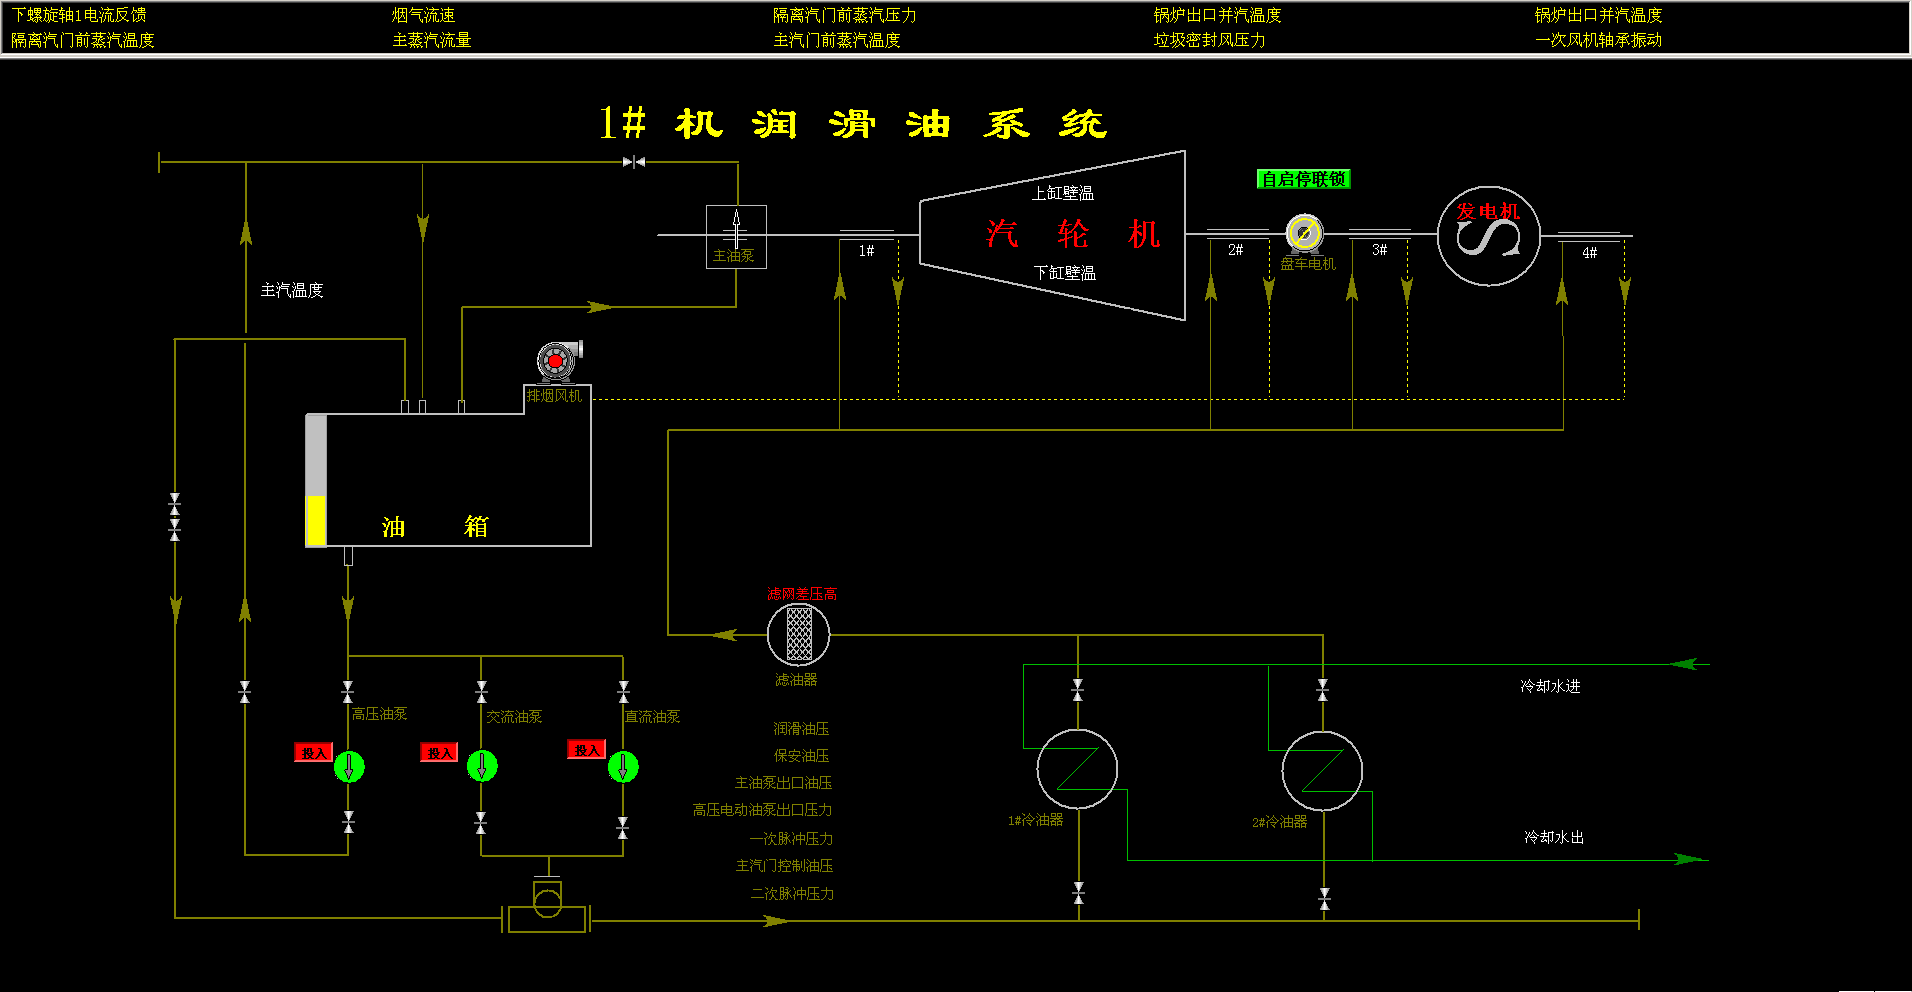 下螺旋轴1电流反馈 烟气流速 隔离汽门前蒸汽压力 锅炉出口并汽温度 锅炉出口并汽温度
隔离汽门前蒸汽温度 主蒸汽流量 主汽门前蒸汽温度 垃圾密封风压力 一次风机轴承振动
1# 机润滑油系统
自启停联锁
上缸壁温
汽轮机
下缸壁温
发电机
主油泵
1#
2#
盘车电机
3#
4#
主汽温度
排烟风机
油箱
滤网差压高
滤油器
冷却水进
高压油泵
交流油泵
直流油泵
投入
投入
投入
润滑油压
保安油压
主油泵出口油压
高压电动油泵出口压力
一次脉冲压力
主汽门控制油压
二次脉冲压力
1#冷油器
2#冷油器
冷却水出